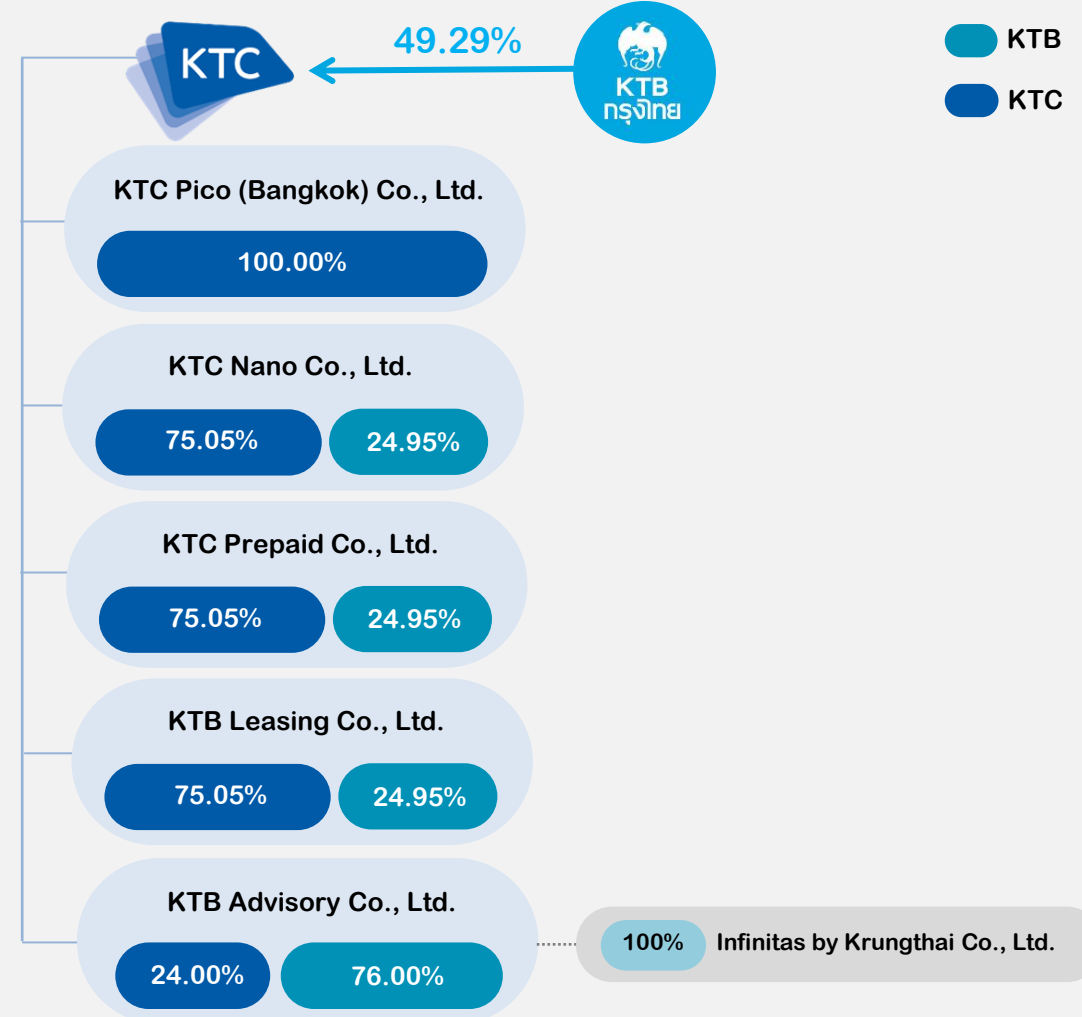 KTC
49.29%
KTB
กรุงไทย
KTB
KTC
KTC Pico (Bangkok) Co., Ltd.
100.00%
KTC Nano Co., Ltd.
75.05% 24.95%
KTC Prepaid Co., Ltd.
75.05% 24.95%
KTB Leasing Co., Ltd.
75.05% 24.95%
KTB Advisory Co., Ltd.
24.00% 76.00%
100% Infinitas by Krungthai Co., Ltd.